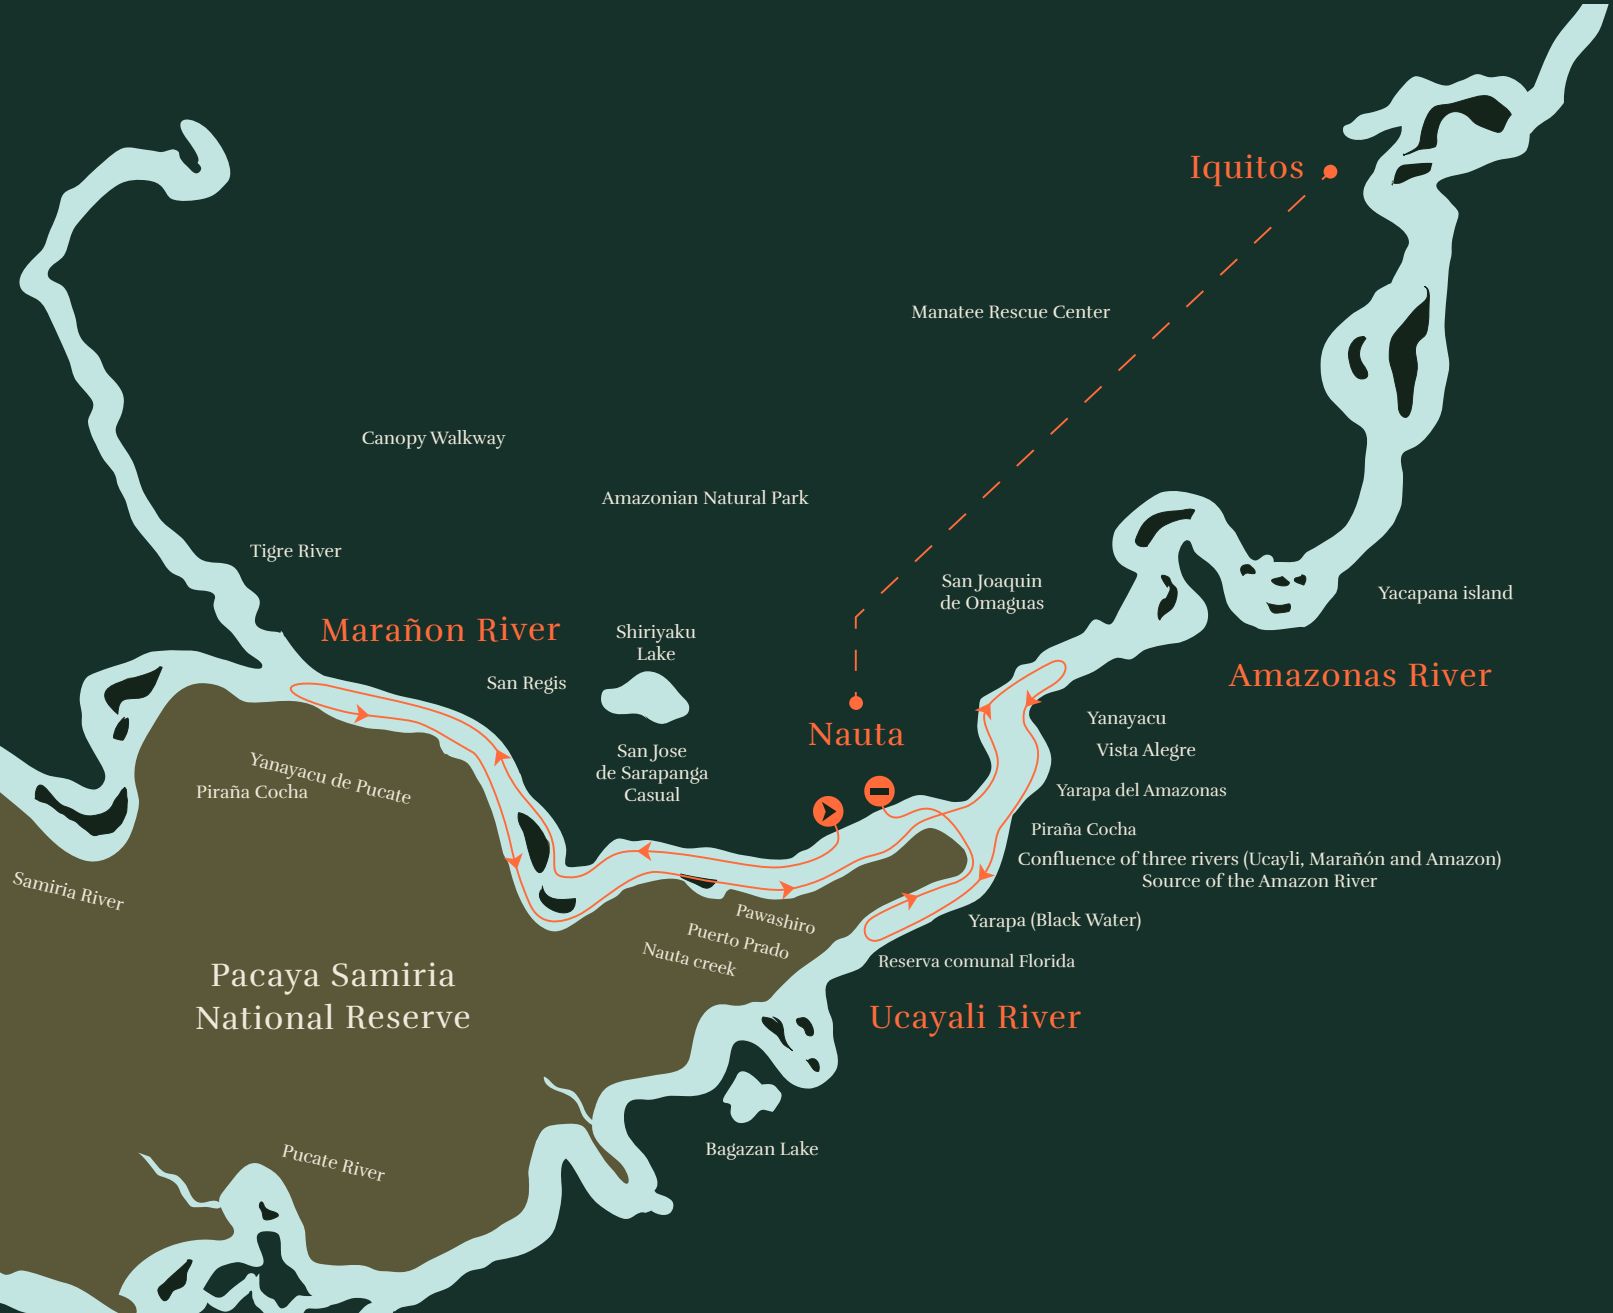 Iquitos
Manatee Rescue Center
Canopy Walkway
Amazonian Natural Park
Tigre River
San Joaquin
de Omaguas
Yacapana island
Marañon River
Shiriyaku
Lake
San Regis
Amazonas River
Nauta
Yanayacu
Vista Alegre
San Jose
de Sarapanga
Casual
Yanayacu de Pucate
Piraña Cocha
Yarapa del Amazonas
Piraña Cocha
Confluence of three rivers (Ucayli, Marañón and Amazon)
Source of the Amazon River
Samiria River
Pawashiro
Puerto Prado
Nauta creek
Yarapa (Black Water)
Reserva comunal Florida
Pacaya Samiria
National Reserve
Ucayali River
Bagazan Lake
Pucate River